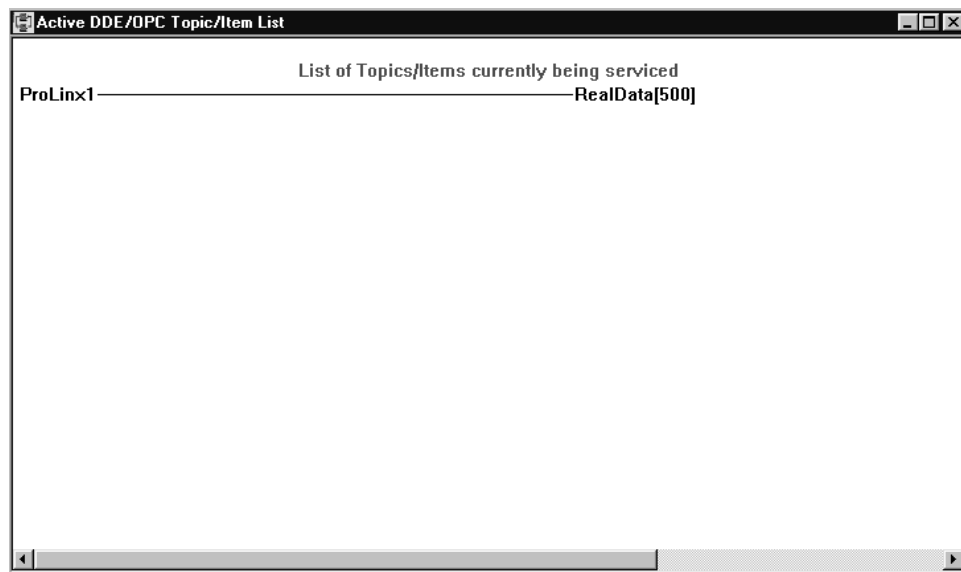 Active DDE/OPC Topic/Item List
List of Topics/Items currently being serviced
ProLinx1 RealData[500]